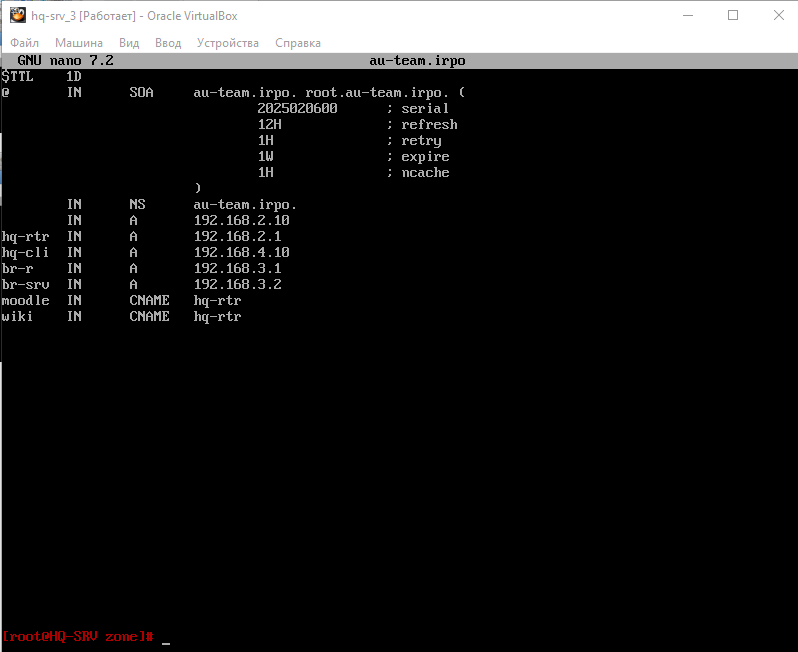 hq-srv_3 [Работает] - Oracle VirtualBox
Файл Машина Вид Ввод Устройства Справка
GNU nano 7.2 au-team.irpo
$TTL 1D
@ IN SOA au-team.irpo. root.au-team.irpo. (
2025020600 ; serial
12H ; refresh
1H ; retry
1W ; expire
1H ; ncache
)
IN NS au-team.irpo.
IN A 192.168.2.10
hq-rtr IN A 192.168.2.1
hq-cli IN A 192.168.4.10
br-r IN A 192.168.3.1
br-srv IN A 192.168.3.2
moodle IN CNAME hq-rtr
wiki IN CNAME hq-rtr
[root@HQ-SRV zone]# _